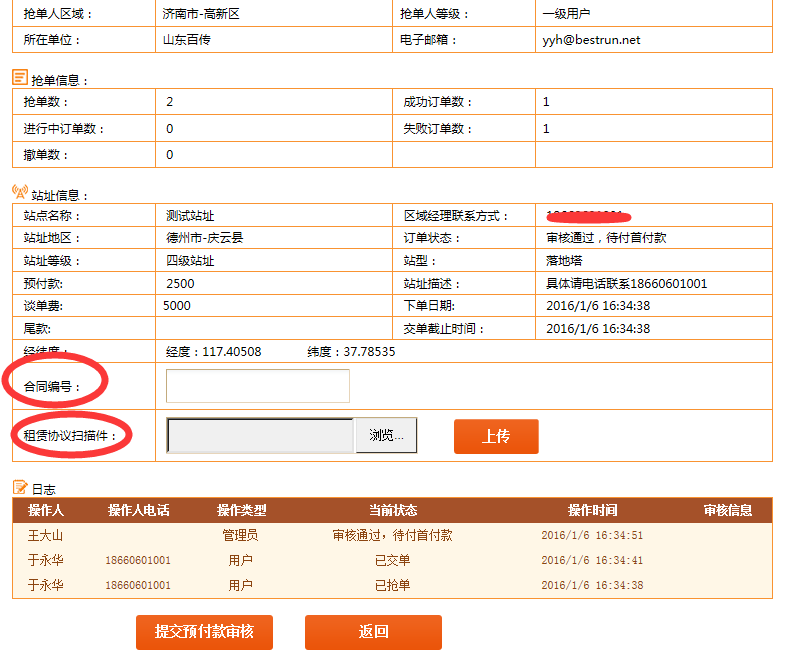 抢单人区域： 济南市-高新区 抢单人等级： 一级用户
所在单位： 山东百传 电子邮箱： yyh@bestrun.net
抢单信息：
抢单数： 2 成功订单数： 1
进行中订单数： 0 失败订单数： 1
撤单数： 0
站址信息：
站点名称： 测试站址 区域经理联系方式：
站址地区： 德州市-庆云县 订单状态： 审核通过，待付首付款
站址等级： 四级站址 站型： 落地塔
预付款: 2500 站址描述： 具体请电话联系18660601001
谈单费: 5000 下单日期: 2016/1/6 16:34:38
尾款: 交单截止时间： 2016/1/6 16:34:38
经纬度： 经度：117.40508 纬度：37.78535
合同编号：
租赁协议扫描件： 浏览... 上传
日志
操作人 操作人电话 操作类型 当前状态 操作时间 审核信息
王大山 管理员 审核通过，待付首付款 2016/1/6 16:34:51
于永华 18660601001 用户 已交单 2016/1/6 16:34:41
于永华 18660601001 用户 已抢单 2016/1/6 16:34:38
提交预付款审核 返回